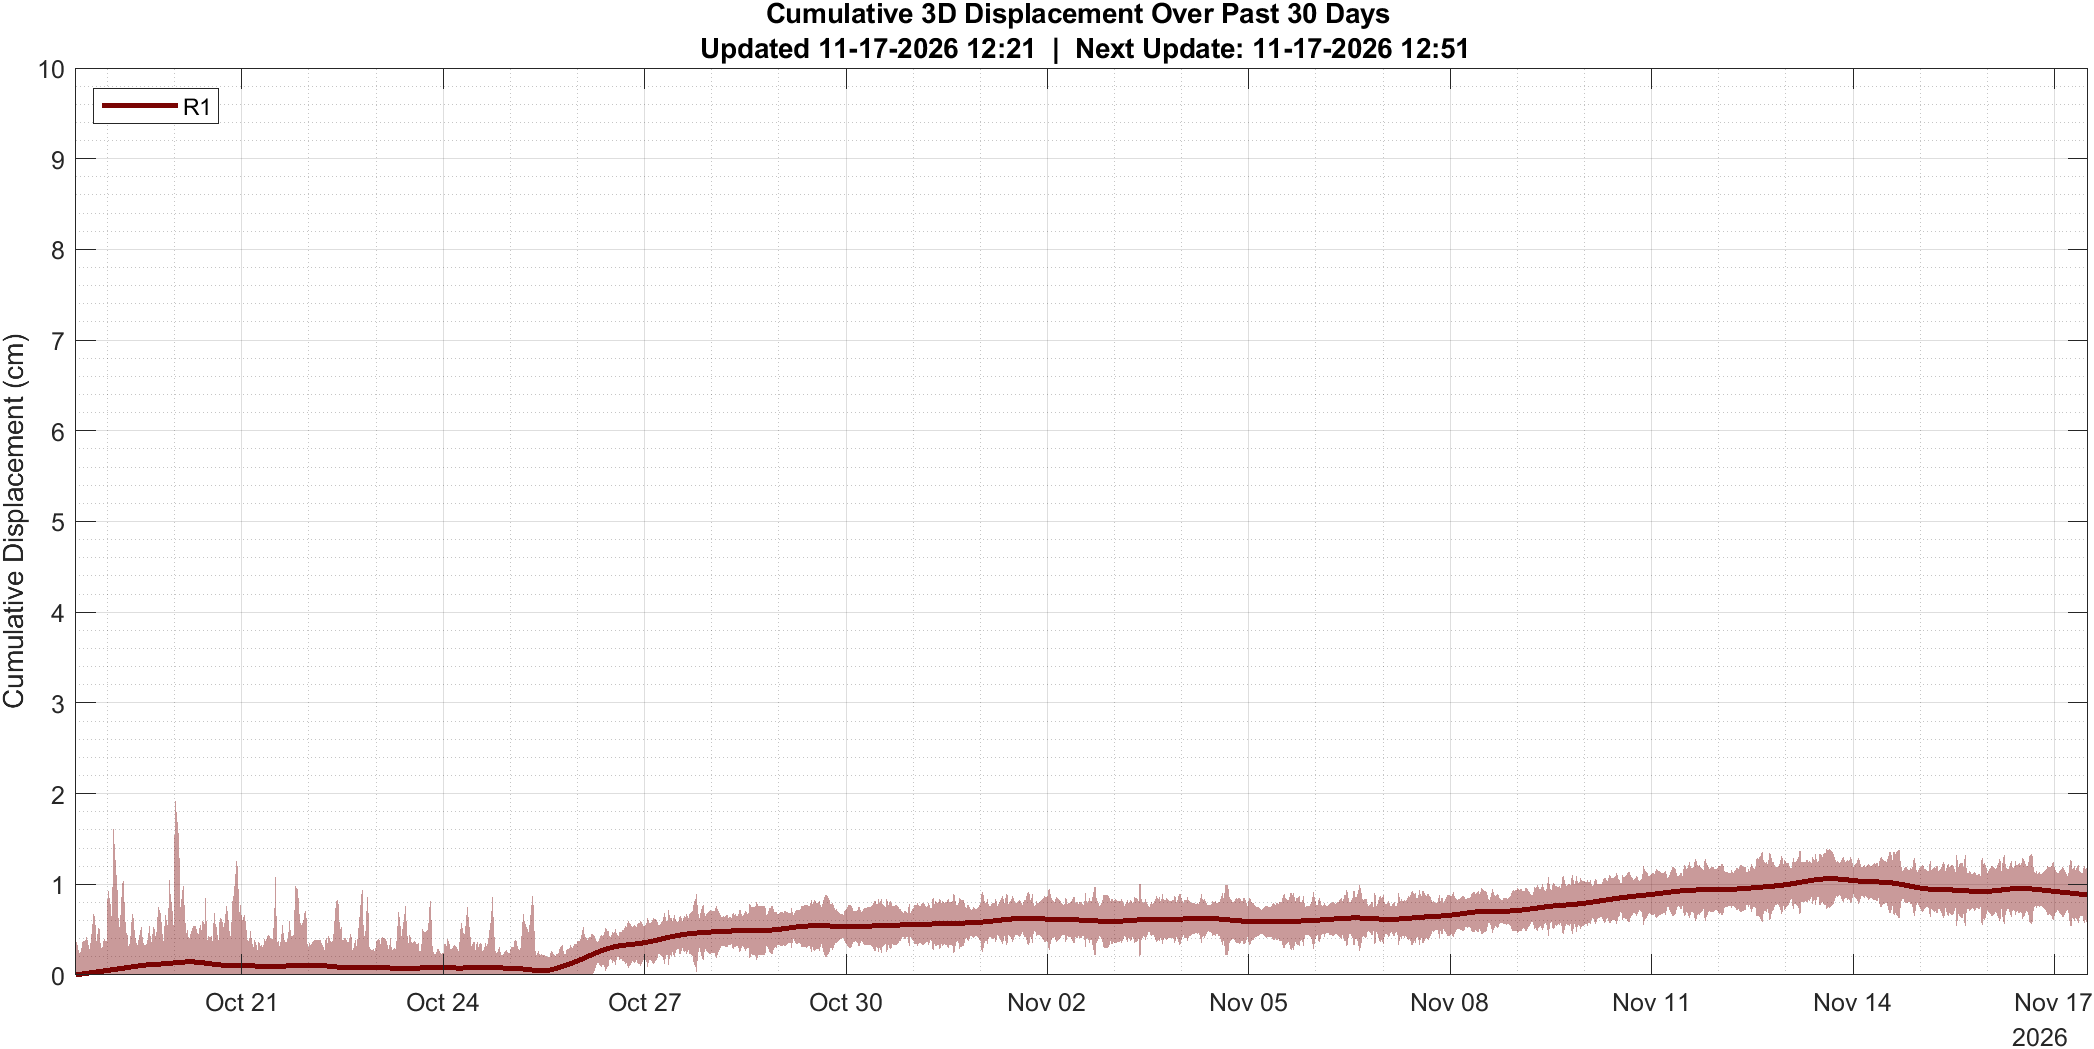 Cumulative 3D Displacement Over Past 30 Days
Updated 11-17-2026 12:21 | Next Update: 11-17-2026 12:51
R1
Cumulative Displacement (cm)
10
9
8
7
6
5
4
3
2
1
0
Oct 21 Oct 24 Oct 27 Oct 30 Nov 02 Nov 05 Nov 08 Nov 11 Nov 14 Nov 17
2026